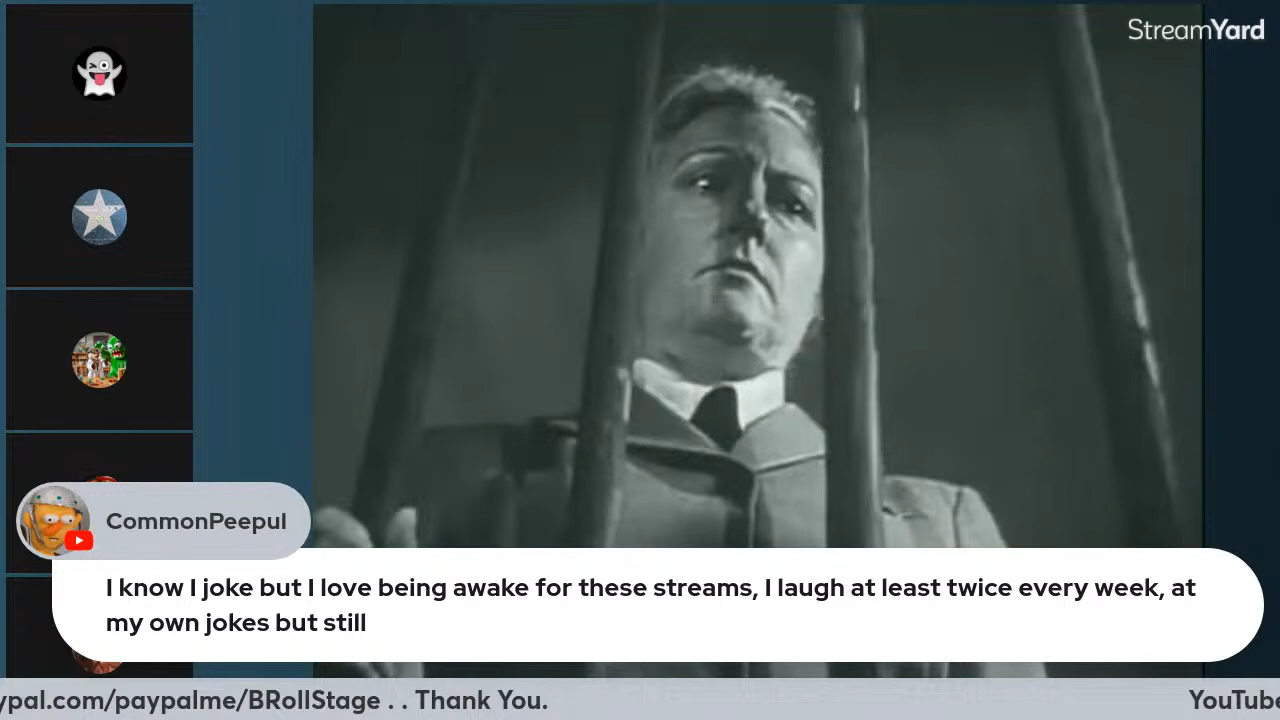 StreamYard
CommonPeepul
I know I joke but I love being awake for these streams, I laugh at least twice every week, at
my own jokes but still
ypal.com/paypalme/BRollStage . . Thank You.
YouTube